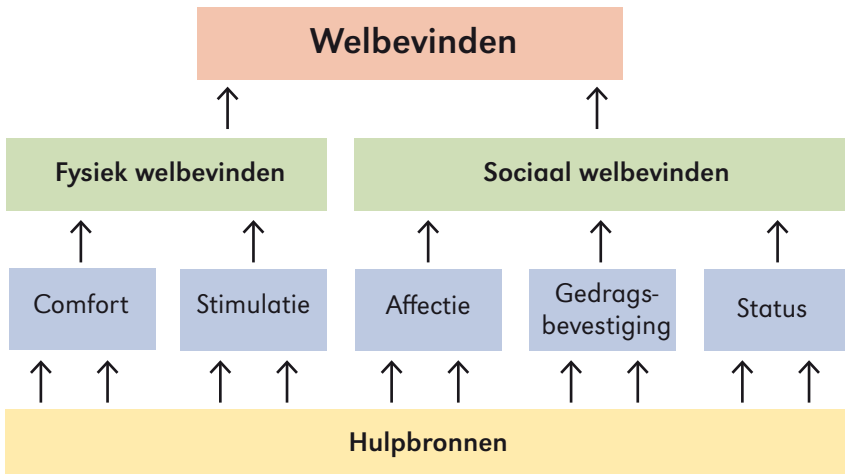 Welbevinden
Fysiek welbevinden
Sociaal welbevinden
Comfort
Stimulatie
Affectie
Gedrags-
bevestiging
Status
Hulpbronnen